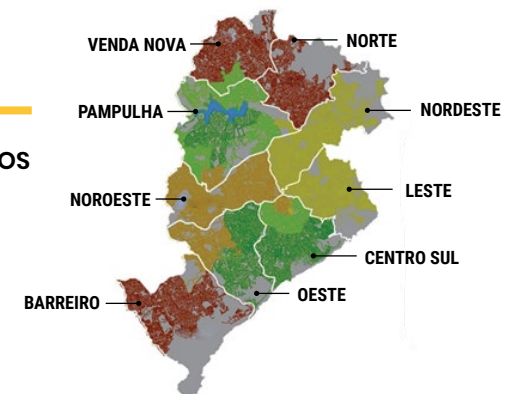 VENDA NOVA
NORTE
PAMPULHA
NORDESTE
OS
NOROESTE
LESTE
CENTRO SUL
OESTE
BARREIRO